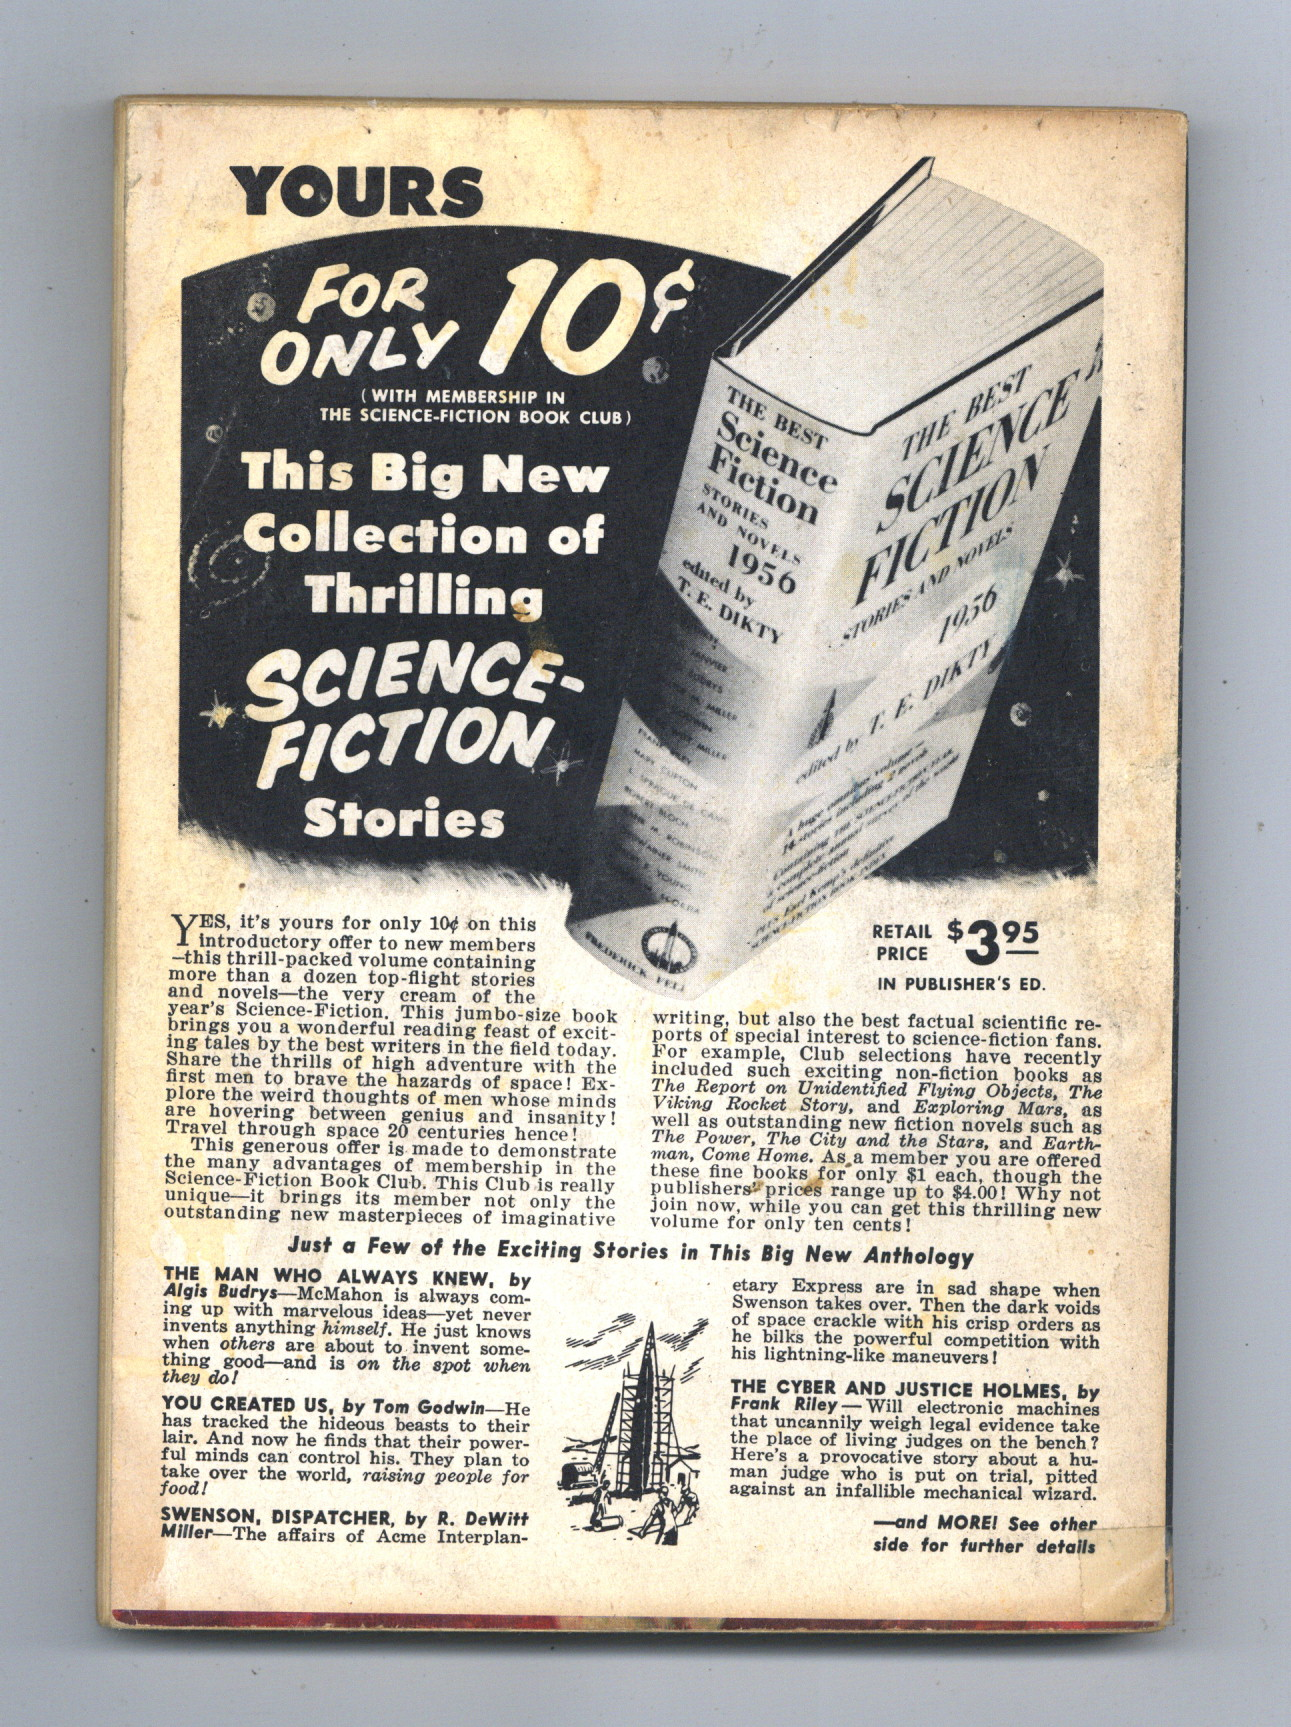 YOURS
FOR
ONLY 10¢
(WITH MEMBERSHIP IN
THE SCIENCE-FICTION BOOK CLUB)
This Big New
Collection of
Thrilling
SCIENCE-
FICTION
Stories
THE BEST
Science
Fiction
STORIES
AND NOVELS
1956
edited by
T. E. DIKTY
FREDERICK FELL
THE BEST
SCIENCE
FICTION
STORIES AND NOVELS
1956
edited by T. E. DIKTY
RETAIL
PRICE $3.95
IN PUBLISHER'S ED.
YES, it's yours for only 10¢ on this
introductory offer to new members
—this thrill-packed volume containing
more than a dozen top-flight stories
and novels—the very cream of the
year's Science-Fiction. This jumbo-size book
brings you a wonderful reading feast of excit-
ing tales by the best writers in the field today.
Share the thrills of high adventure with the
first men to brave the hazards of space! Ex-
plore the weird thoughts of men whose minds
are hovering between genius and insanity!
Travel through space 20 centuries hence!
This generous offer is made to demonstrate
the many advantages of membership in the
Science-Fiction Book Club. This Club is really
unique—it brings its member not only the
outstanding new masterpieces of imaginative
writing, but also the best factual scientific re-
ports of special interest to science-fiction fans.
For example, Club selections have recently
included such exciting non-fiction books as
The Report on Unidentified Flying Objects, The
Viking Rocket Story, and Exploring Mars, as
well as outstanding new fiction novels such as
The Power, The City and the Stars, and Earth-
man, Come Home. As a member you are offered
these fine books for only $1 each, though the
publishers' prices range up to $4.00! Why not
join now, while you can get this thrilling new
volume for only ten cents!
Just a Few of the Exciting Stories in This Big New Anthology
THE MAN WHO ALWAYS KNEW, by
Algis Budrys—McMahon is always com-
ing up with marvelous ideas—yet never
invents anything himself. He just knows
when others are about to invent some-
thing good—and is on the spot when
they do!
YOU CREATED US, by Tom Godwin—He
has tracked the hideous beasts to their
lair. And now he finds that their power-
ful minds can control his. They plan to
take over the world, raising people for
food!
SWENSON, DISPATCHER, by R. DeWitt
Miller—The affairs of Acme Interplan-
etary Express are in sad shape when
Swenson takes over. Then the dark voids
of space crackle with his crisp orders as
he bilks the powerful competition with
his lightning-like maneuvers!
THE CYBER AND JUSTICE HOLMES, by
Frank Riley—Will electronic machines
that uncannily weigh legal evidence take
the place of living judges on the bench?
Here's a provocative story about a hu-
man judge who is put on trial, pitted
against an infallible mechanical wizard.
—and MORE! See other
side for further details